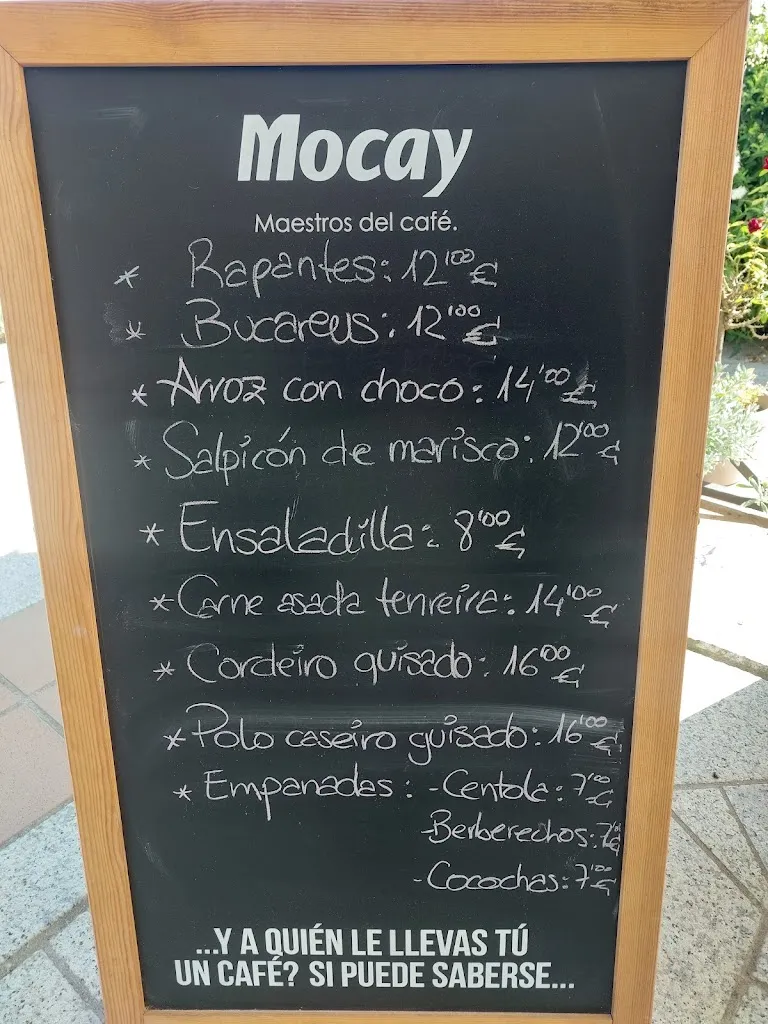 Mocay
Maestros del café.
* Rapantes: 12'00 €
* Bucareus: 12'00 €
* Arroz con choco: 14'00 €
* Salpicón de marisco: 12'00 €
* Ensaladilla: 8'00 €
* Carne asada tenreira: 14'00 €
* Cordeiro guisado: 16'00 €
* Polo caseiro guisado: 16'00 €
* Empanadas: - Centola: 7'00 €
- Berberechos: 7'00 €
- Cocochas: 7'00 €
...Y A QUIÉN LE LLEVAS TÚ
UN CAFÉ? SI PUEDE SABERSE...